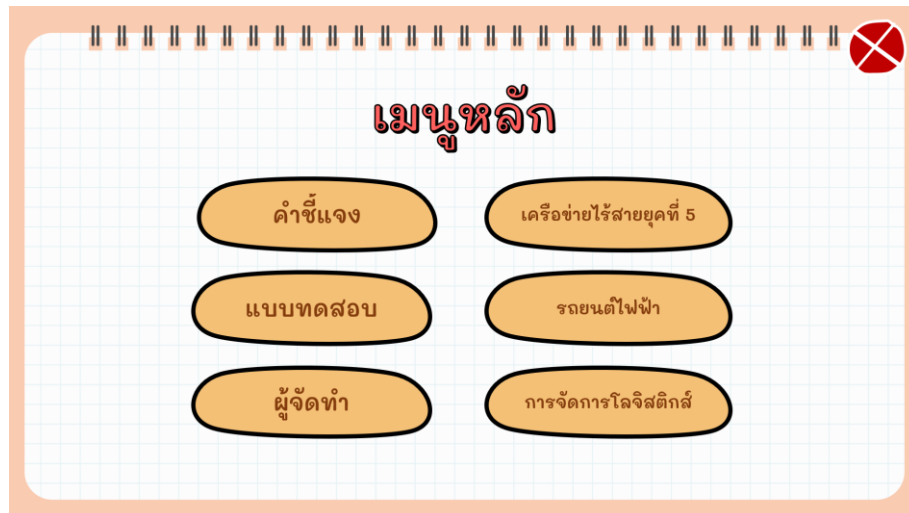 เมนูหลัก
คำชี้แจง
เครือข่ายไร้สายยุคที่ 5
แบบทดสอบ
รถยนต์ไฟฟ้า
ผู้จัดทำ
การจัดการโลจิสติกส์